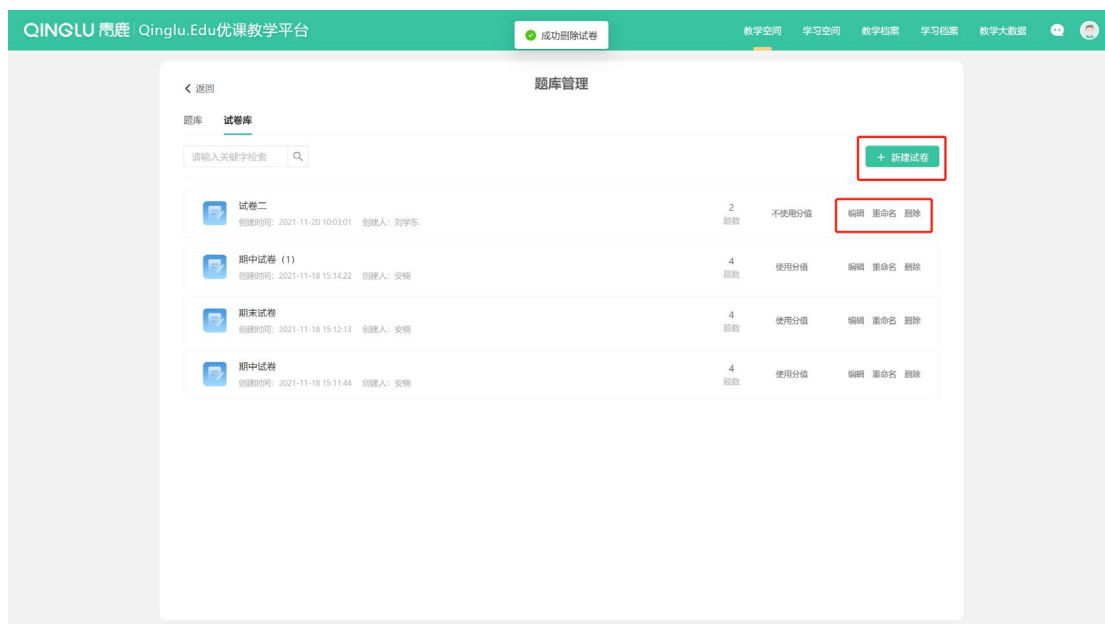 QINGLU 青鹿 Qinglu.Edu优课教学平台 成功删除试卷 教学空间 学习空间 教学档案 学习档案 教学大数据
返回 题库管理
题库 试卷库
请输入关键字检索 + 新建试卷
试卷二 2 不使用分值 编辑 重命名 删除
创建时间：2021-11-20 10:03:01 创建人：刘学东 题数
期中试卷（1） 4 使用分值 编辑 重命名 删除
创建时间：2021-11-18 15:14:22 创建人：安楠 题数
期末试卷 4 使用分值 编辑 重命名 删除
创建时间：2021-11-18 15:12:13 创建人：安楠 题数
期中试卷 4 使用分值 编辑 重命名 删除
创建时间：2021-11-18 15:11:44 创建人：安楠 题数